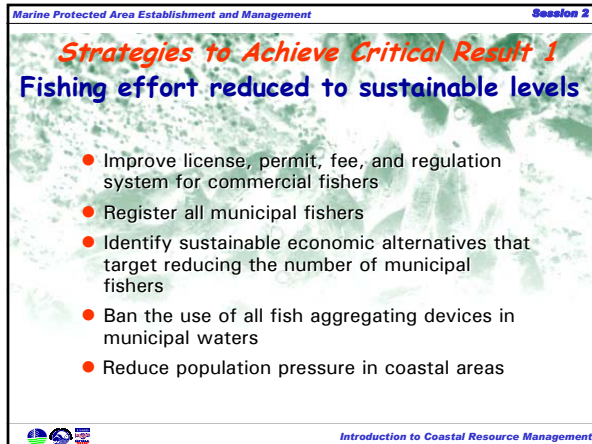 Marine Protected Area Establishment and Management
Session 2
Strategies to Achieve Critical Result 1
Fishing effort reduced to sustainable levels
● Improve license, permit, fee, and regulation
system for commercial fishers
● Register all municipal fishers
● Identify sustainable economic alternatives that
target reducing the number of municipal
fishers
● Ban the use of all fish aggregating devices in
municipal waters
● Reduce population pressure in coastal areas
Introduction to Coastal Resource Management